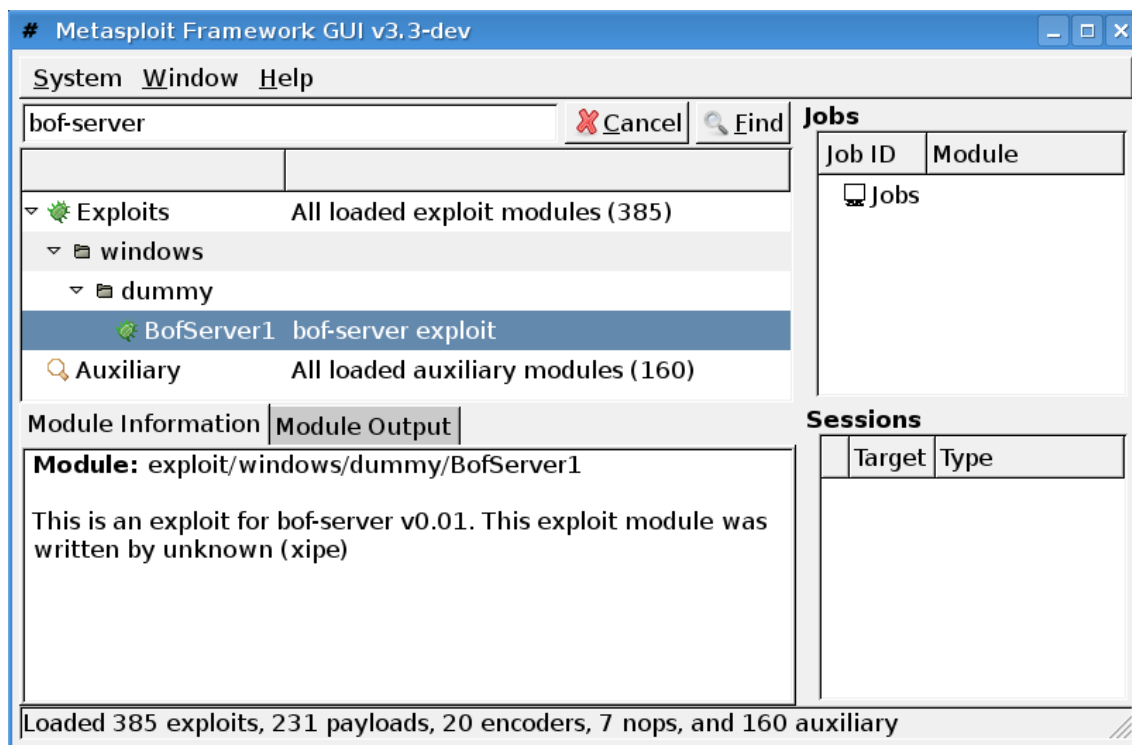 # Metasploit Framework GUI v3.3-dev
System Window Help
bof-server Cancel Find
Exploits All loaded exploit modules (385)
windows
dummy
BofServer1 bof-server exploit
Auxiliary All loaded auxiliary modules (160)
Module Information Module Output
Module: exploit/windows/dummy/BofServer1
This is an exploit for bof-server v0.01. This exploit module was
written by unknown (xipe)
Jobs
Job ID Module
Jobs
Sessions
Target Type
Loaded 385 exploits, 231 payloads, 20 encoders, 7 nops, and 160 auxiliary